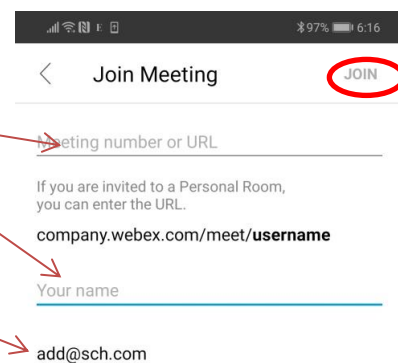 E 97% 6:16
Join Meeting JOIN
Meeting number or URL
If you are invited to a Personal Room,
you can enter the URL.
company.webex.com/meet/username
Your name
add@sch.com